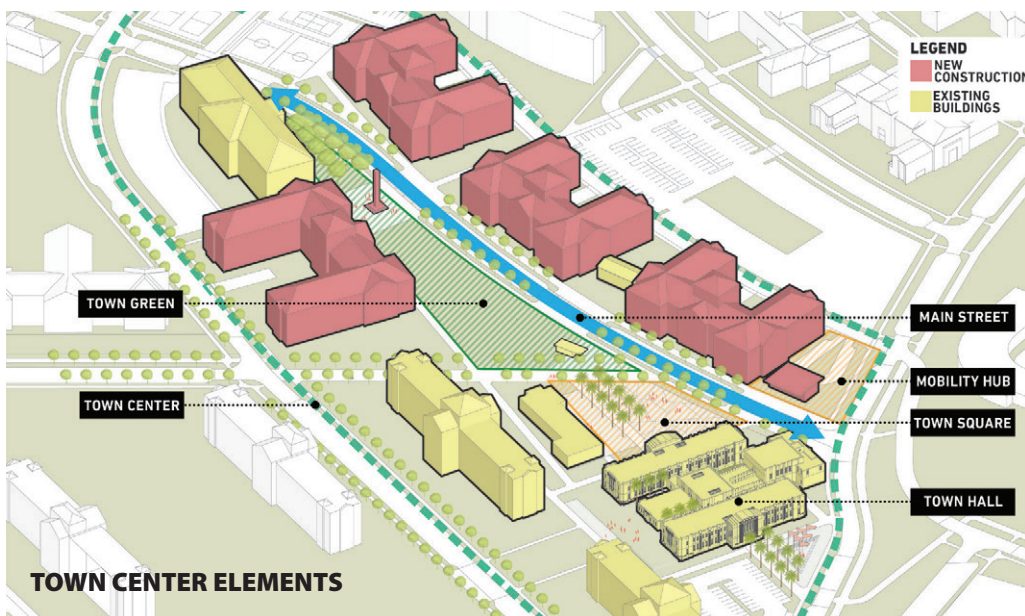 LEGEND
NEW
CONSTRUCTION
EXISTING
BUILDINGS
TOWN GREEN
MAIN STREET
MOBILITY HUB
TOWN CENTER
TOWN SQUARE
TOWN HALL
TOWN CENTER ELEMENTS